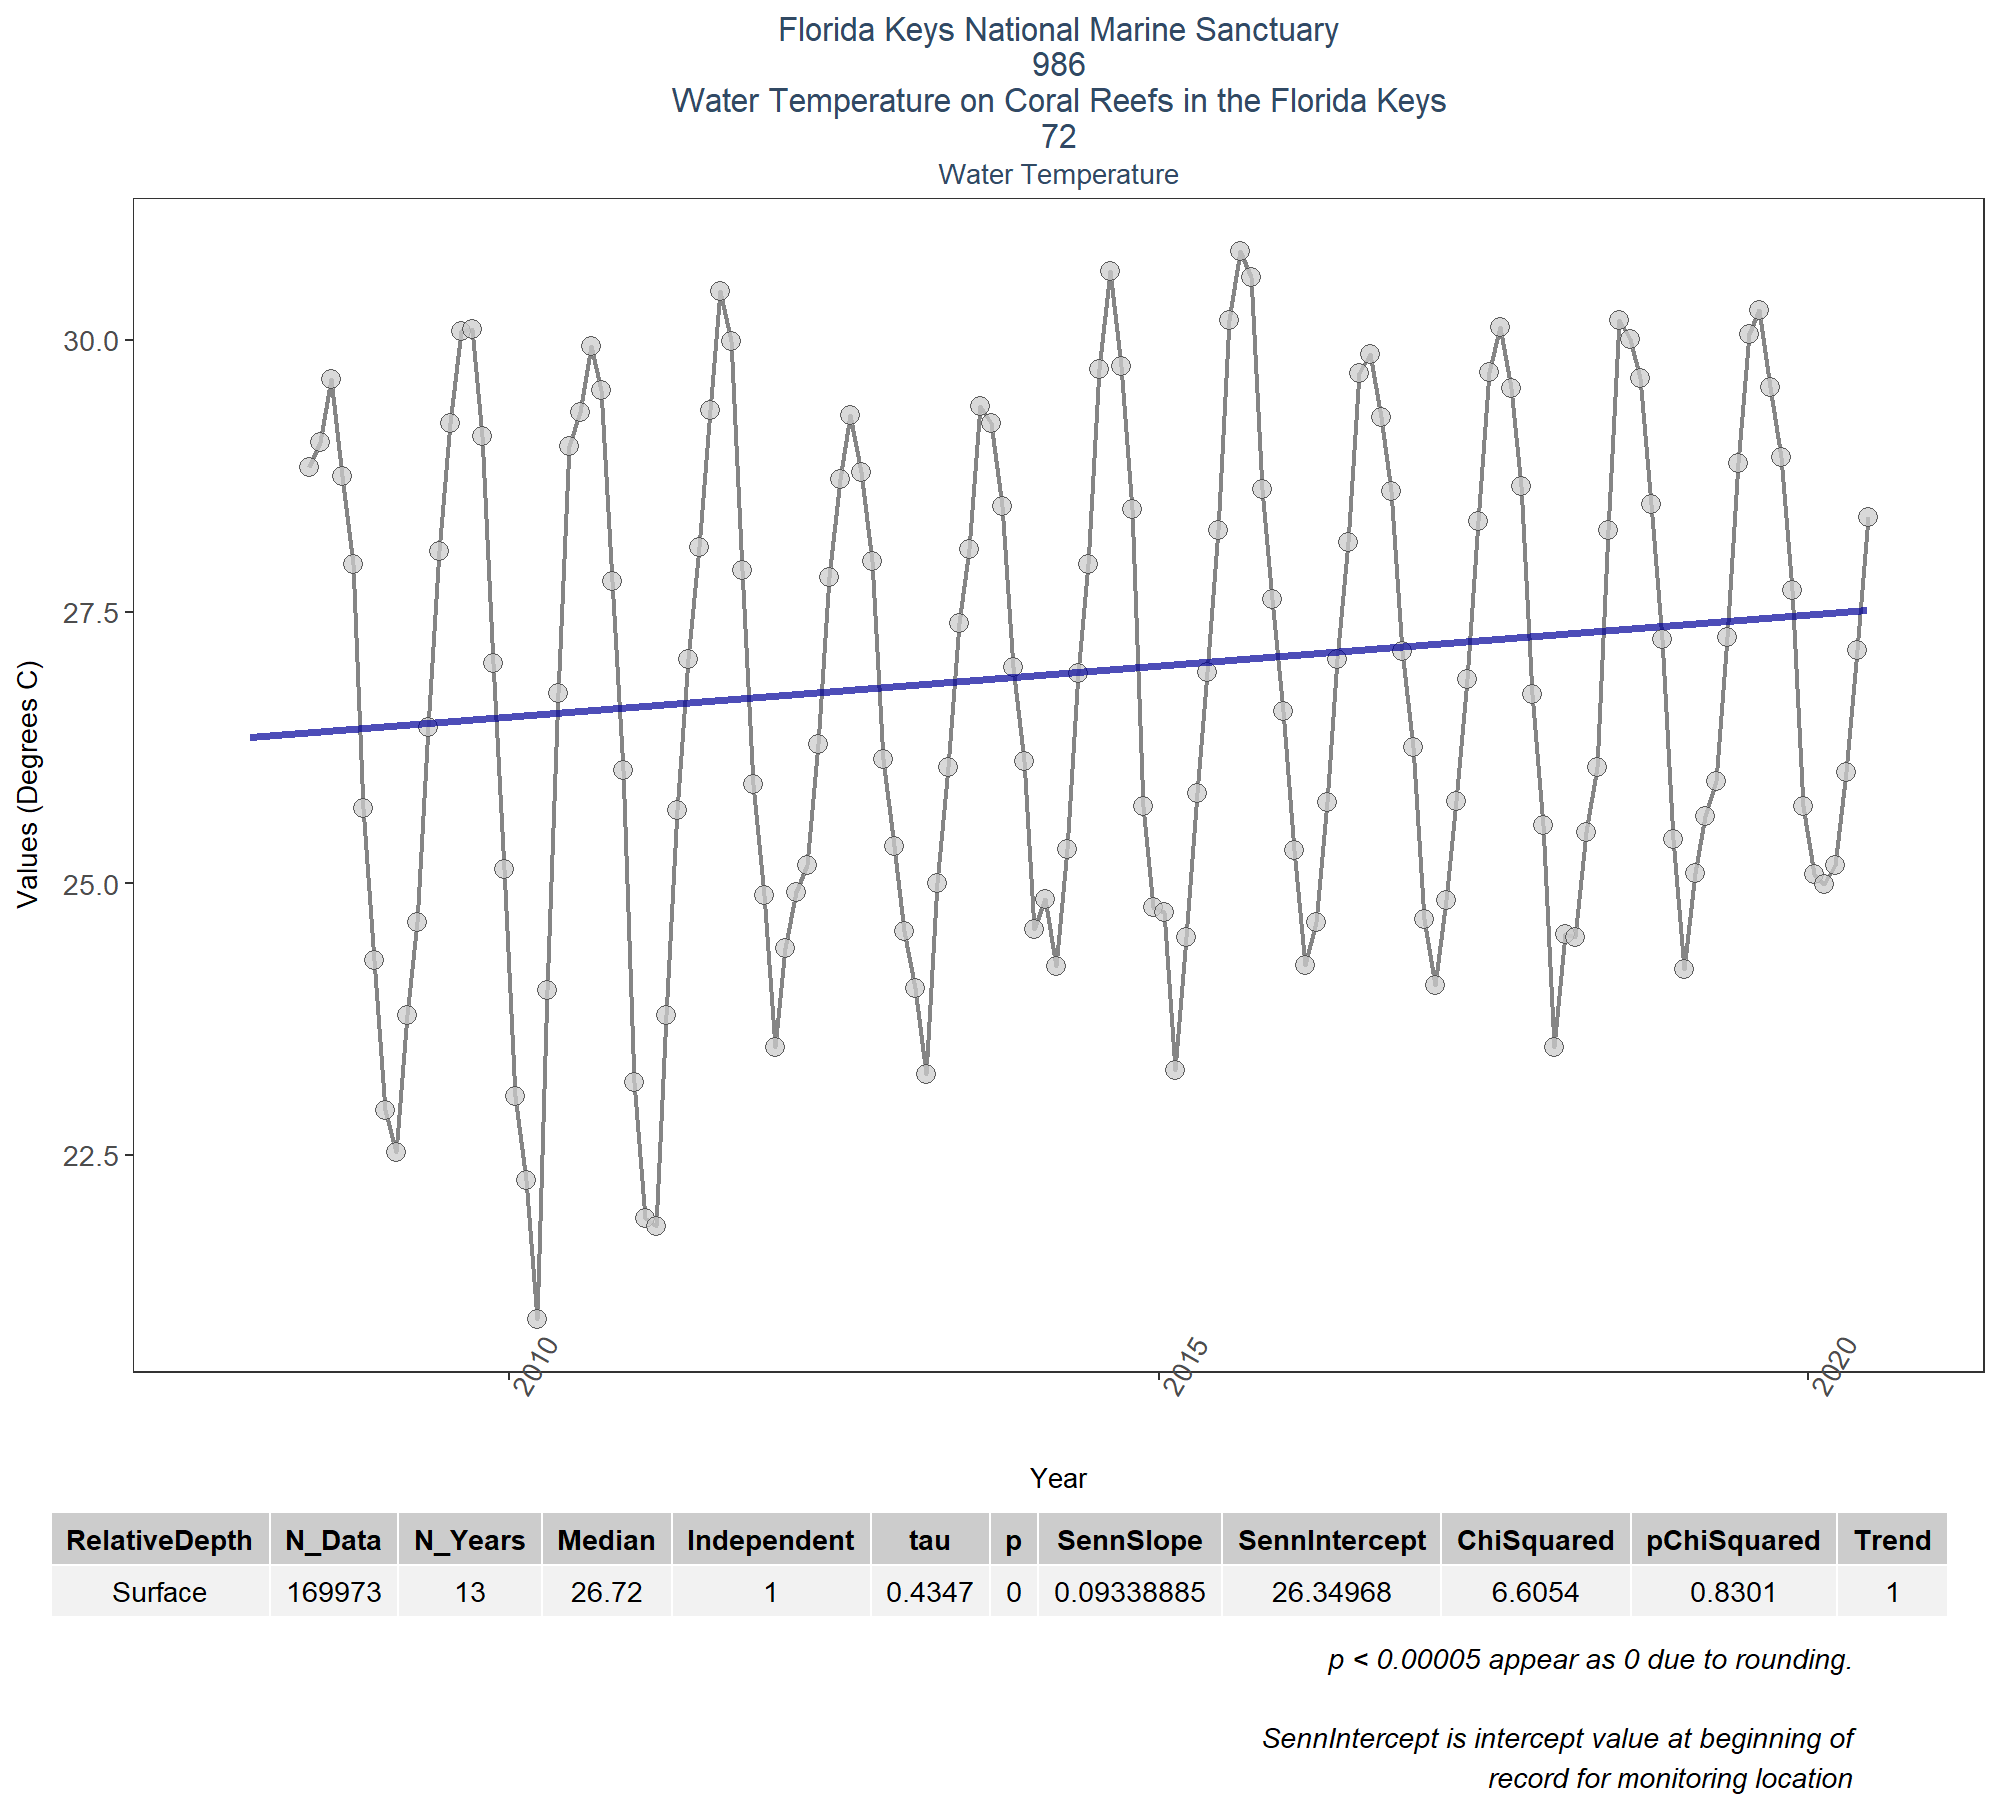 Florida Keys National Marine Sanctuary
986
Water Temperature on Coral Reefs in the Florida Keys
72
Water Temperature
30.0
27.5
25.0
22.5
Values (Degrees C)
2010
2015
2020
Year
RelativeDepth N_Data N_Years Median Independent tau p SennSlope SennIntercept ChiSquared pChiSquared Trend
Surface 169973 13 26.72 1 0.4347 0 0.09338885 26.34968 6.6054 0.8301 1
p < 0.00005 appear as 0 due to rounding.
SennIntercept is intercept value at beginning of
record for monitoring location